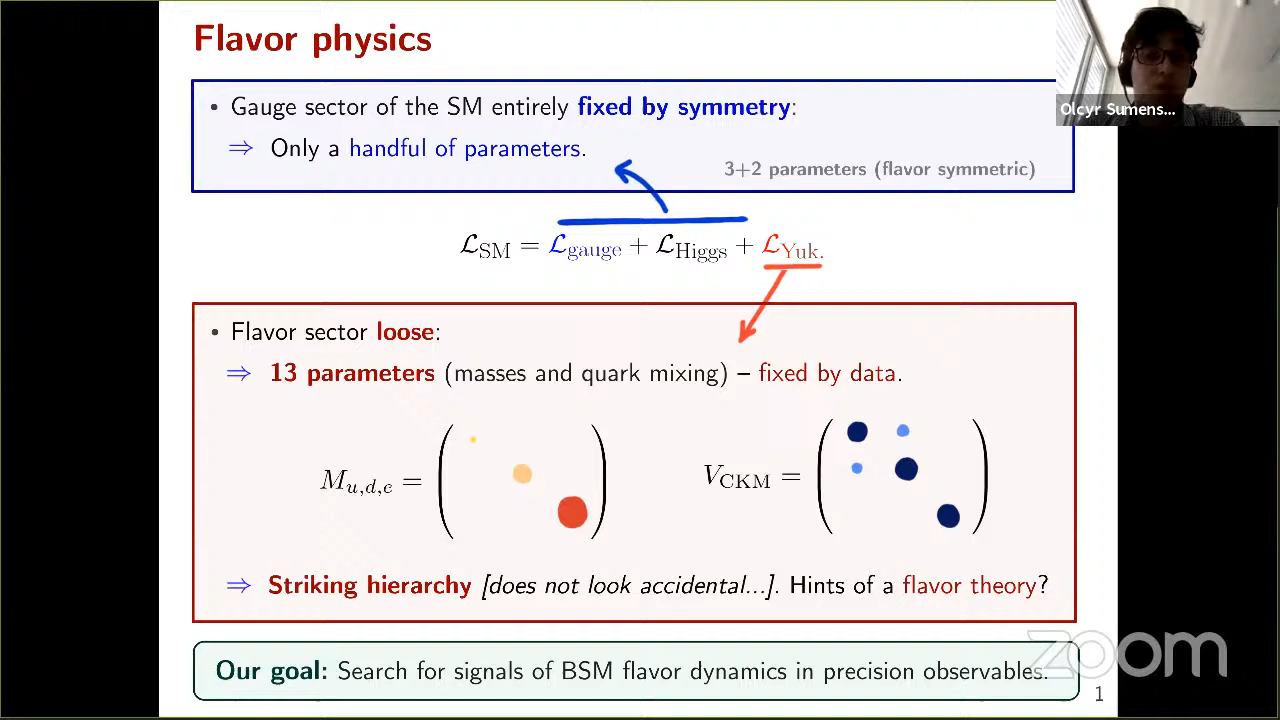 Flavor physics
• Gauge sector of the SM entirely fixed by symmetry:
⇒ Only a handful of parameters.
3+2 parameters (flavor symmetric)
Olcyr Sumens...
ℒSM = ℒgauge + ℒHiggs + ℒYuk.
• Flavor sector loose:
⇒ 13 parameters (masses and quark mixing) – fixed by data.
Mu,d,e = ( ) VCKM = ( )
⇒ Striking hierarchy [does not look accidental...]. Hints of a flavor theory?
Our goal: Search for signals of BSM flavor dynamics in precision observables.
zoom
1